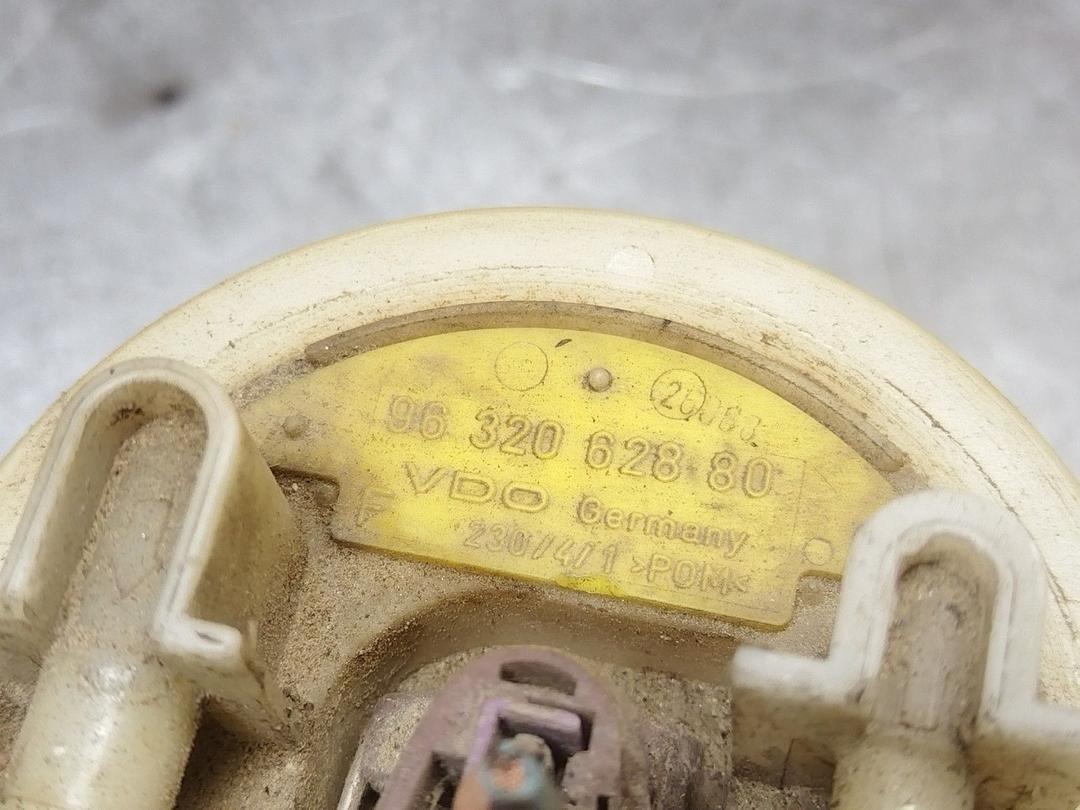 96 320 628 80
VDO Germany
F 230/4/1 >POM<